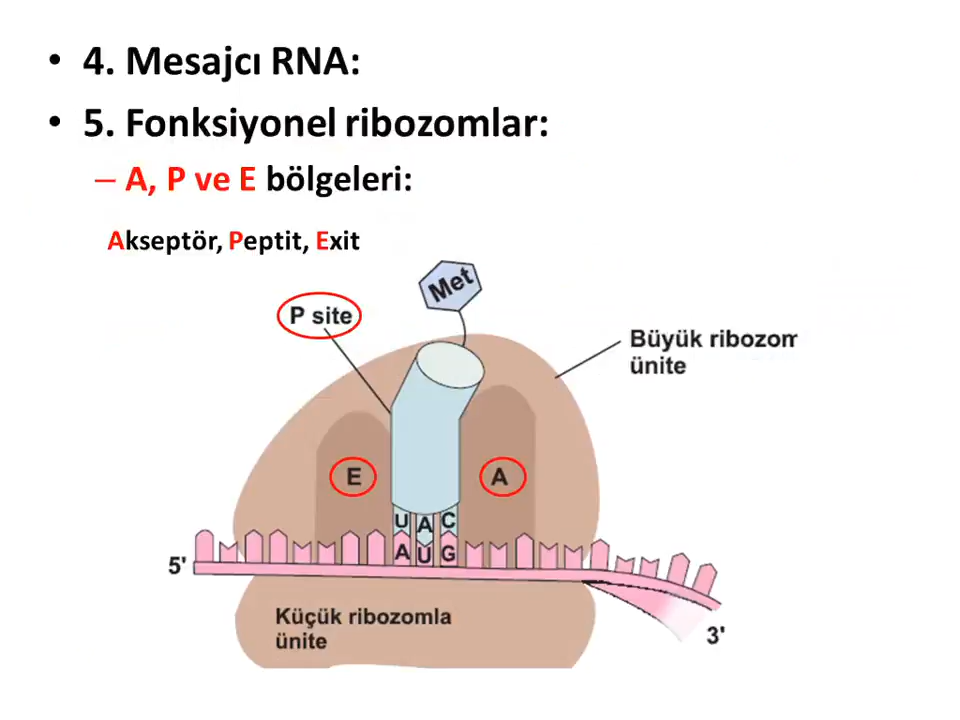 • 4. Mesajcı RNA:
• 5. Fonksiyonel ribozomlar:
– A, P ve E bölgeleri:
Akseptör, Peptit, Exit
Met
P site
Büyük ribozom
ünite
E
A
U A C
A U G
5'
Küçük ribozomla
ünite
3'